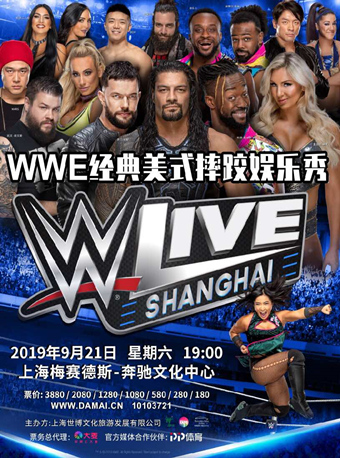 WWE经典美式摔跤娱乐秀
W LIVE
SHANGHAI
2019年9月21日 星期六 19:00
上海梅赛德斯-奔驰文化中心
票价: 3880 / 2080 / 1280 / 1080 / 580 / 280 / 180
WWW.DAMAI.CN 10103721
主办方: 上海世博文化旅游发展有限公司
票务总代理: 大麦 官方媒体合作伙伴: PP体育